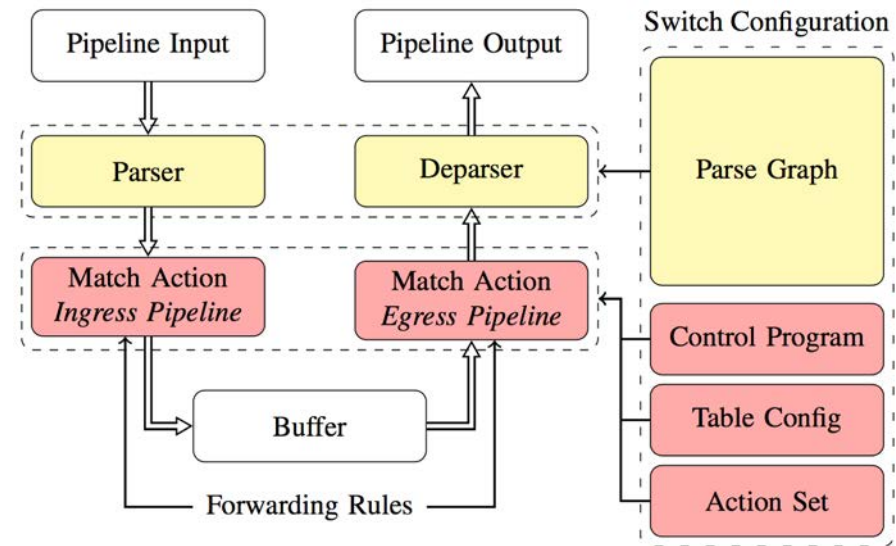 Pipeline Input
Pipeline Output
Switch Configuration
Parser
Deparser
Parse Graph
Match Action
Ingress Pipeline
Match Action
Egress Pipeline
Control Program
Table Config
Buffer
Action Set
Forwarding Rules